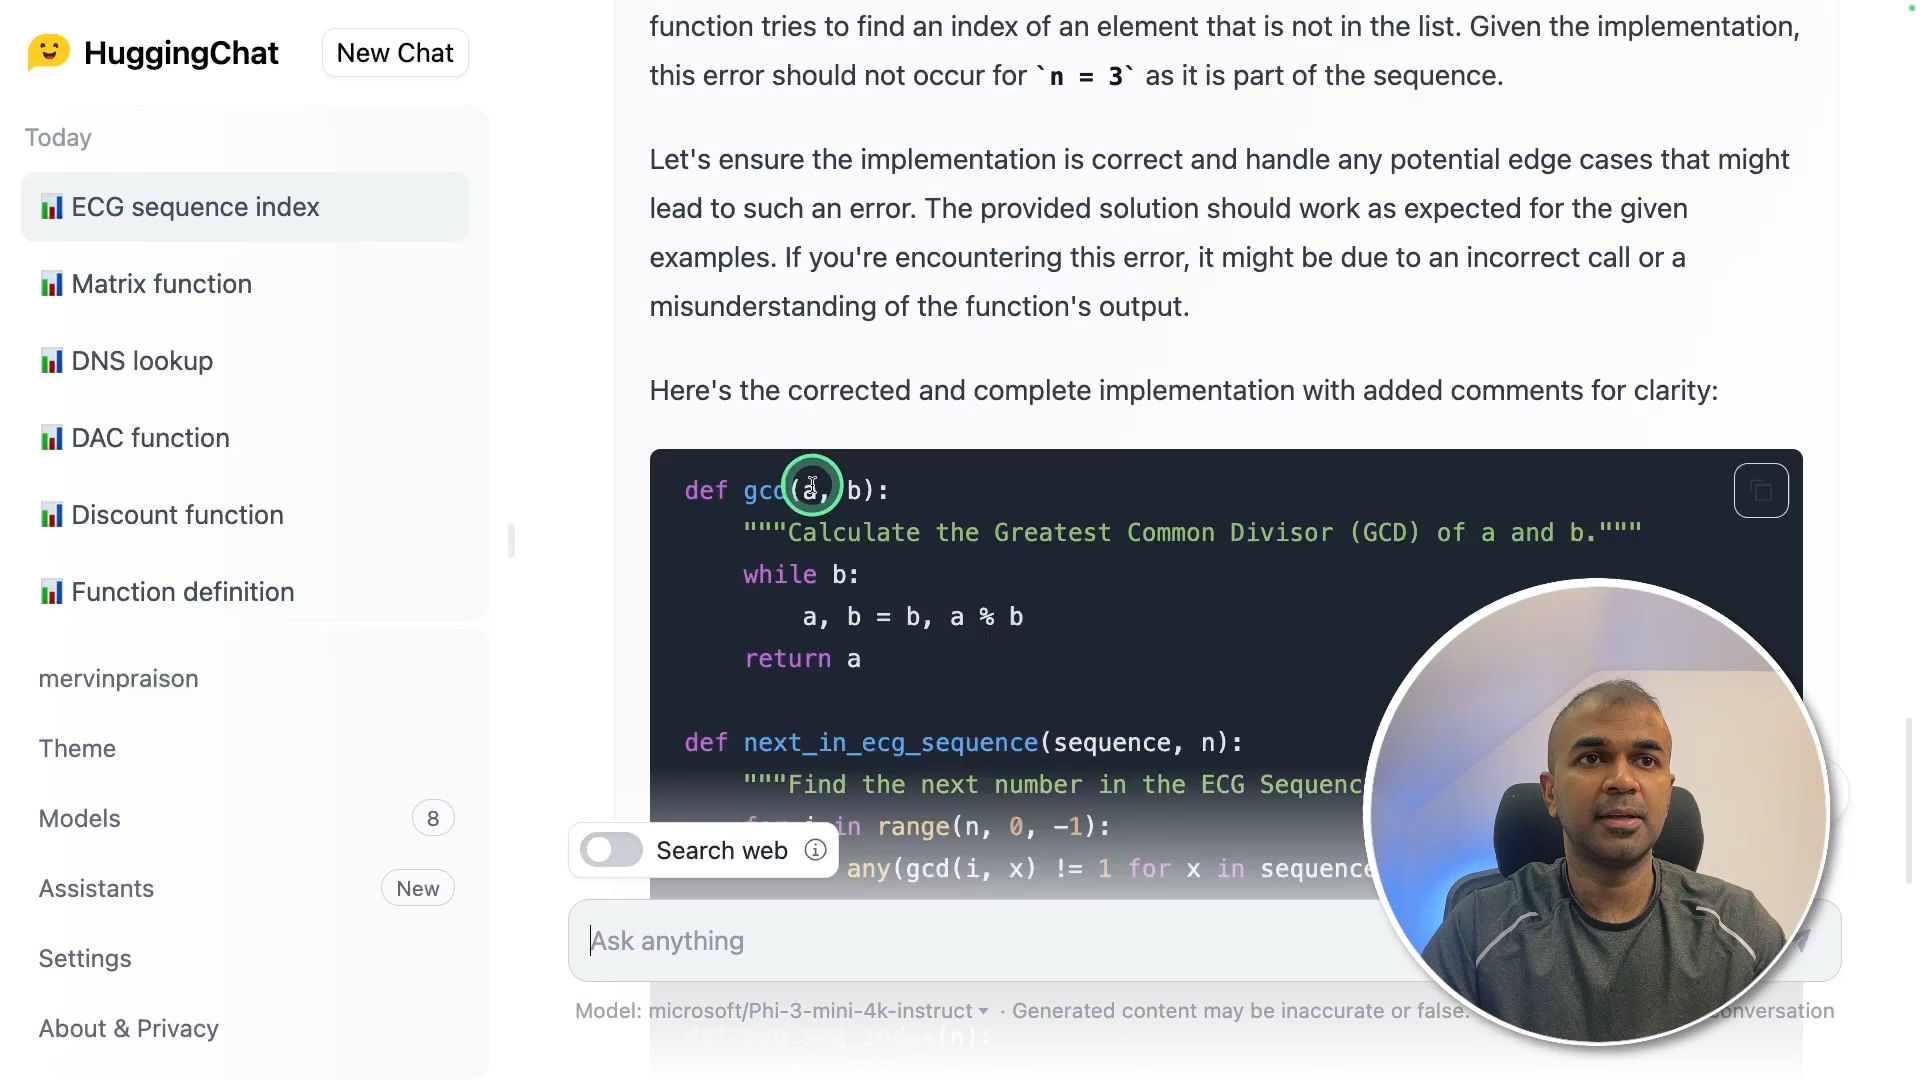 HuggingChat
New Chat
Today
ECG sequence index
Matrix function
DNS lookup
DAC function
Discount function
Function definition
mervinpraison
Theme
Models 8
Assistants New
Settings
About & Privacy
function tries to find an index of an element that is not in the list. Given the implementation,
this error should not occur for `n = 3` as it is part of the sequence.
Let's ensure the implementation is correct and handle any potential edge cases that might
lead to such an error. The provided solution should work as expected for the given
examples. If you're encountering this error, it might be due to an incorrect call or a
misunderstanding of the function's output.
Here's the corrected and complete implementation with added comments for clarity:
def gcd(a, b):
"""Calculate the Greatest Common Divisor (GCD) of a and b."""
while b:
a, b = b, a % b
return a
def next_in_ecg_sequence(sequence, n):
"""Find the next number in the ECG Sequenc
in range(n, 0, -1):
Search web
any(gcd(i, x) != 1 for x in sequence
Ask anything
Model: microsoft/Phi-3-mini-4k-instruct · Generated content may be inaccurate or false.
def ecg_seq_index(n):